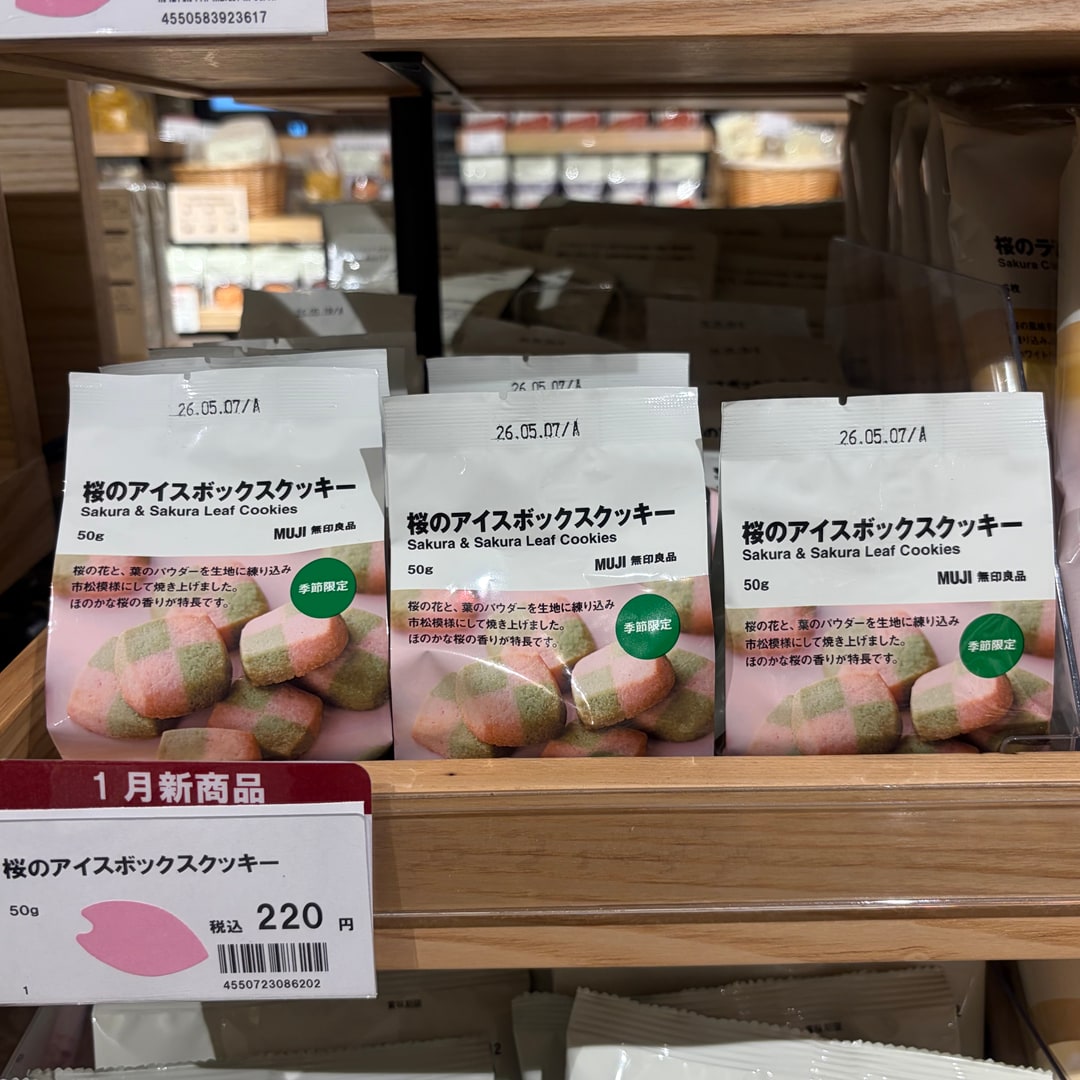 4550583923617
桜のラ
Sakura C
26.05.07/A
桜のアイスボックスクッキー
Sakura & Sakura Leaf Cookies
50g
MUJI 無印良品
桜の花と、葉のパウダーを生地に練り込み
市松模様にして焼き上げました。
ほのかな桜の香りが特長です。
季節限定
26.05.07/A
26.05.07/A
桜のアイスボックスクッキー
Sakura & Sakura Leaf Cookies
50g
MUJI 無印良品
桜の花と、葉のパウダーを生地に練り込み
市松模様にして焼き上げました。
ほのかな桜の香りが特長です。
季節限定
26.05.07/A
桜のアイスボックスクッキー
Sakura & Sakura Leaf Cookies
50g
MUJI 無印良品
桜の花と、葉のパウダーを生地に練り込み
市松模様にして焼き上げました。
ほのかな桜の香りが特長です。
季節限定
1月新商品
桜のアイスボックスクッキー
50g
税込 220 円
4550723086202
1